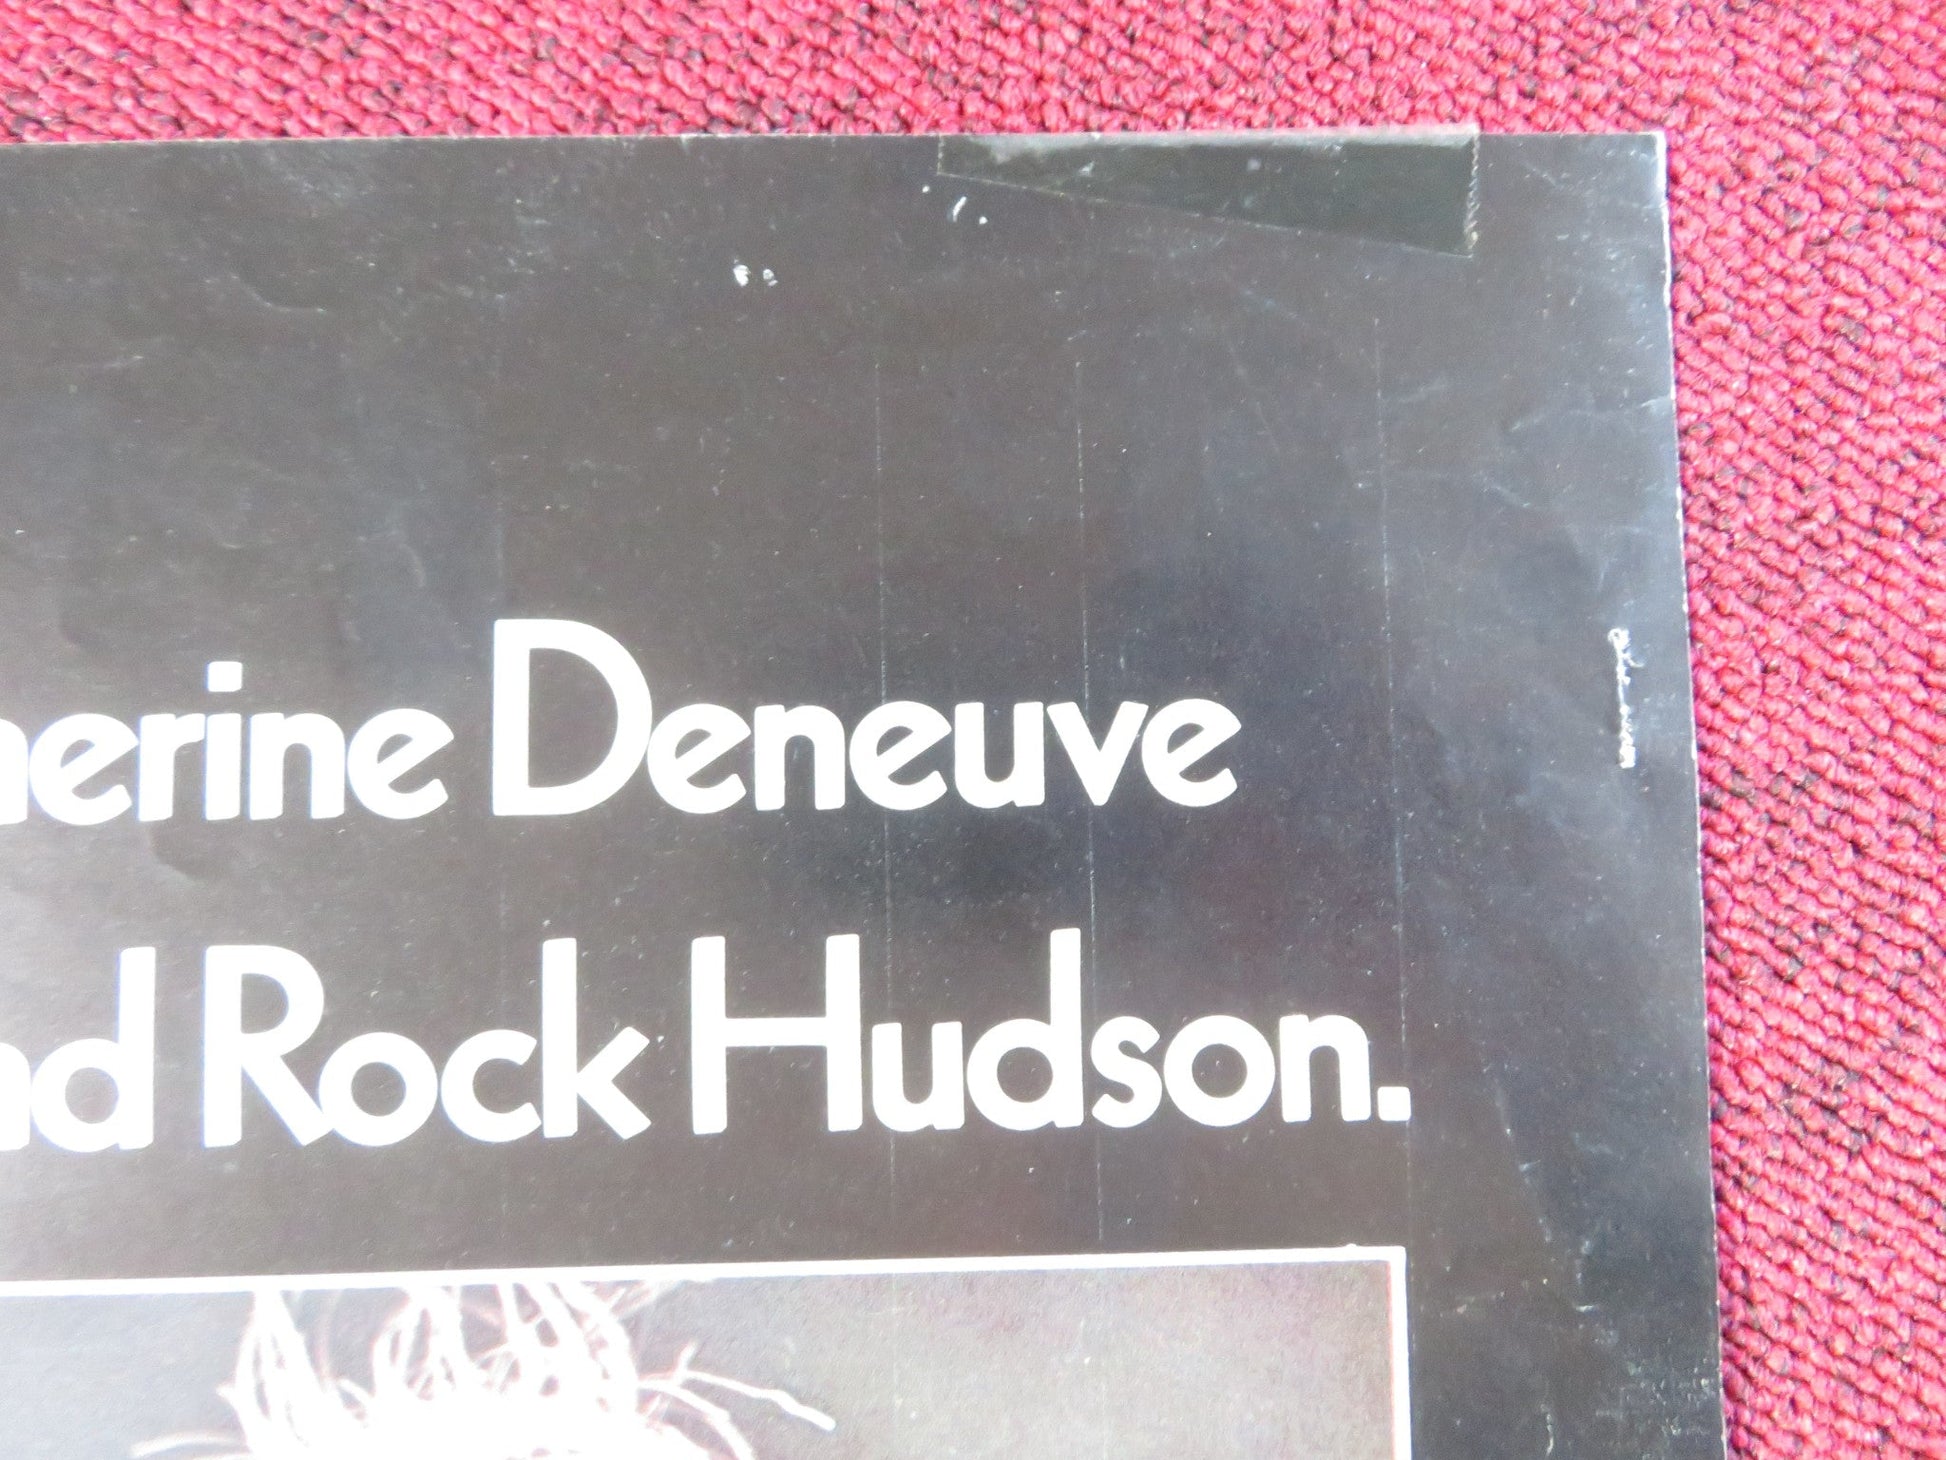 herine Deneuve
nd Rock Hudson.